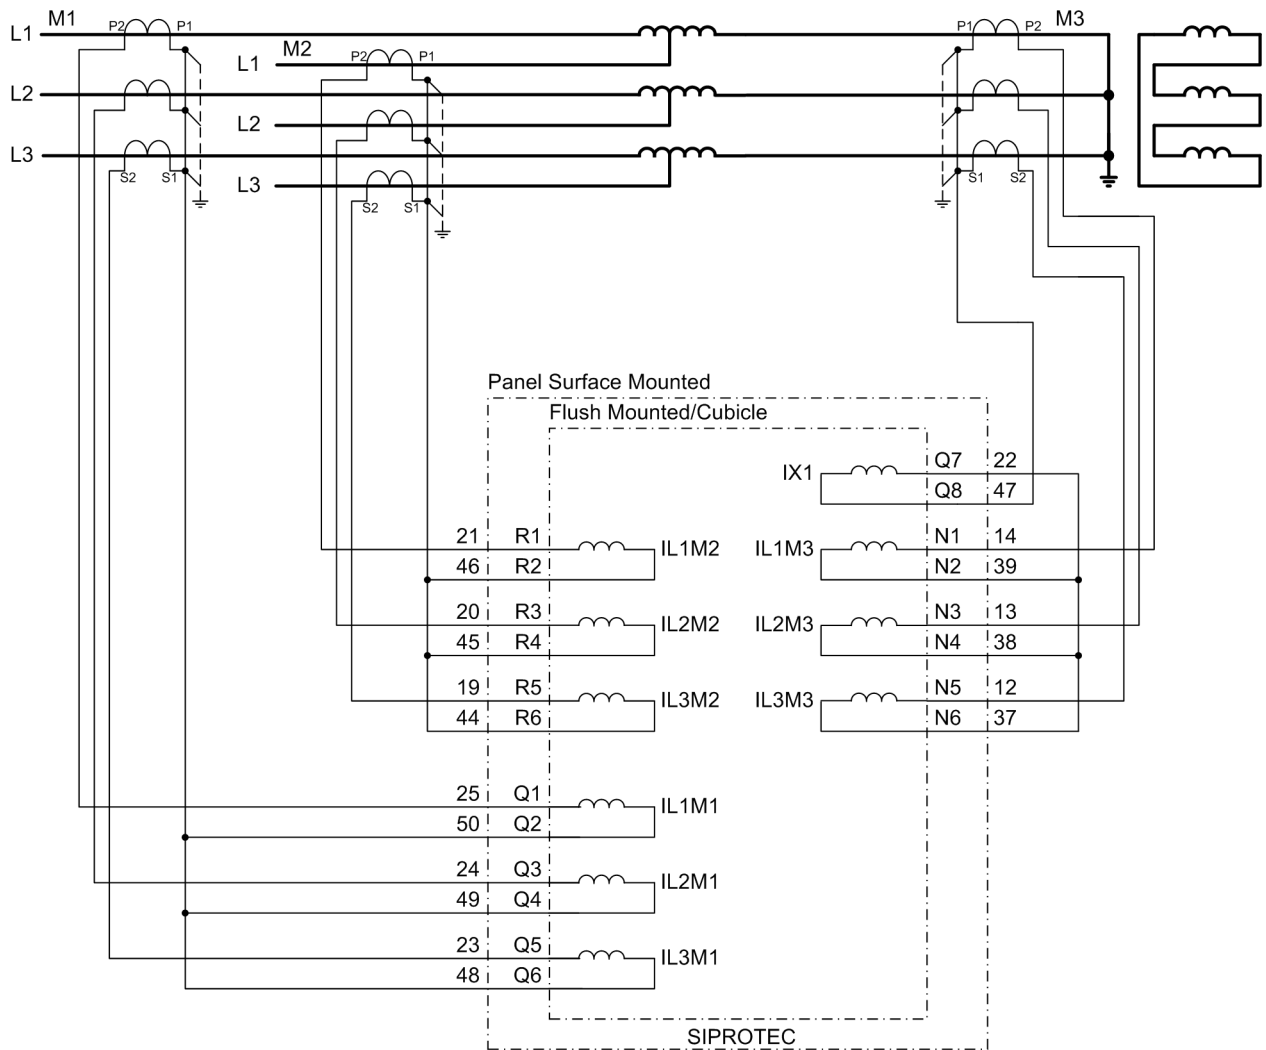 M1
L1
P2
P1
M2
L1
P2
P1
P1
P2
M3
L2
L2
L3
S2
S1
L3
S2
S1
S1
S2
Panel Surface Mounted
Flush Mounted/Cubicle
IX1
Q7
22
Q8
47
21
R1
IL1M2
IL1M3
N1
14
46
R2
N2
39
20
R3
IL2M2
IL2M3
N3
13
45
R4
N4
38
19
R5
IL3M2
IL3M3
N5
12
44
R6
N6
37
25
Q1
IL1M1
50
Q2
24
Q3
IL2M1
49
Q4
23
Q5
IL3M1
48
Q6
SIPROTEC